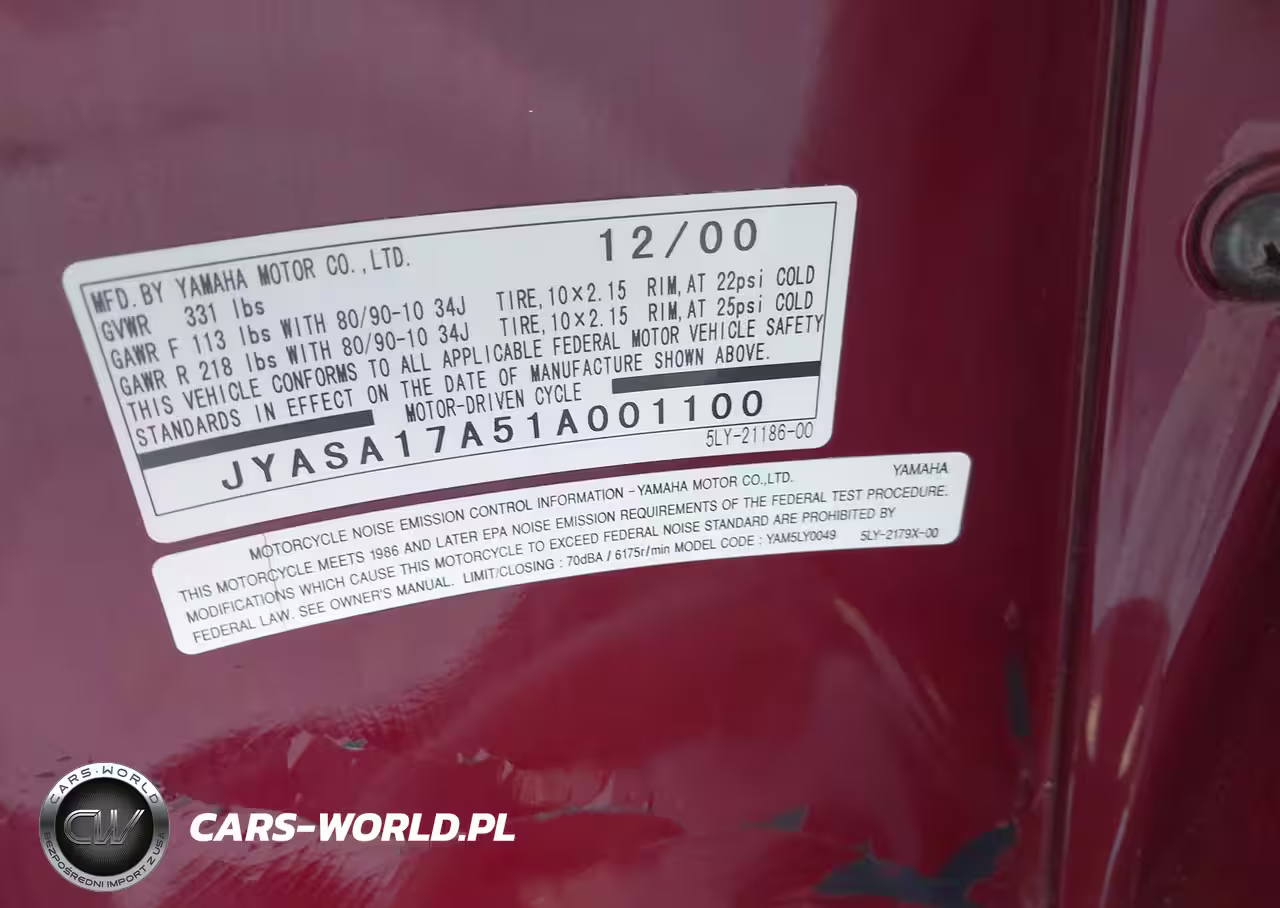 MFD. BY YAMAHA MOTOR CO., LTD. 12/00
GVWR 331 lbs
GAWR F 113 lbs WITH 80/90-10 34J TIRE, 10×2.15 RIM, AT 22psi COLD
GAWR R 218 lbs WITH 80/90-10 34J TIRE, 10×2.15 RIM, AT 25psi COLD
THIS VEHICLE CONFORMS TO ALL APPLICABLE FEDERAL MOTOR VEHICLE SAFETY
STANDARDS IN EFFECT ON THE DATE OF MANUFACTURE SHOWN ABOVE.
MOTOR-DRIVEN CYCLE
JYASA17A51A001100
5LY-21186-00
MOTORCYCLE NOISE EMISSION CONTROL INFORMATION - YAMAHA MOTOR CO.,LTD. YAMAHA
THIS MOTORCYCLE MEETS 1986 AND LATER EPA NOISE EMISSION REQUIREMENTS OF THE FEDERAL TEST PROCEDURE.
MODIFICATIONS WHICH CAUSE THIS MOTORCYCLE TO EXCEED FEDERAL NOISE STANDARD ARE PROHIBITED BY
FEDERAL LAW. SEE OWNER'S MANUAL. LIMIT/CLOSING : 70dBA / 6175r/min MODEL CODE : YAM5LY0049 5LY-2179X-00
CARS-WORLD
CW
BEZPOŚREDNI IMPORT Z USA
CARS-WORLD.PL